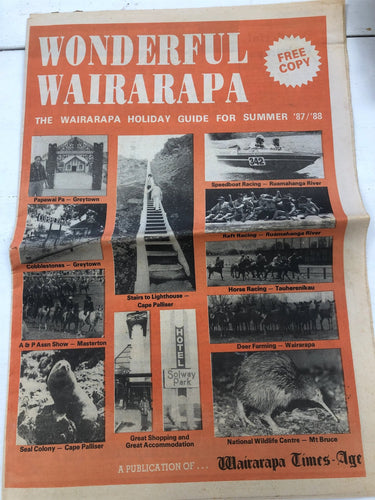 WONDERFUL
WAIRARAPA
FREE
COPY
THE WAIRARAPA HOLIDAY GUIDE FOR SUMMER '87/'88
Papawai Pa — Greytown
Cobblestones — Greytown
A & P Assn Show — Masterton
Seal Colony — Cape Palliser
Stairs to Lighthouse —
Cape Palliser
HOTEL
Solway
Park
Great Shopping and
Great Accommodation
342
Speedboat Racing — Ruamahanga River
Raft Racing — Ruamahanga River
Horse Racing — Tauherenikau
Deer Farming — Wairarapa
National Wildlife Centre — Mt Bruce
A PUBLICATION OF . . . Wairarapa Times-Age